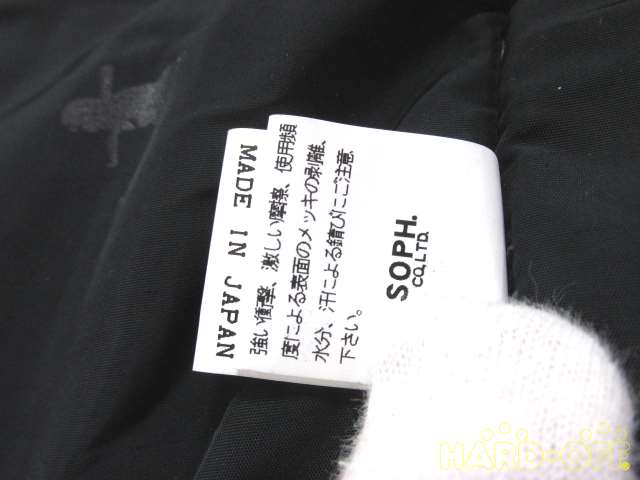 MADE IN JAPAN
強い衝撃、激しい摩擦、使用頻
度による表面のメッキの剥離、
水分、汗による錆び等にご注意
下さい。
SOPH.
CO.,LTD.
HARD-OFF